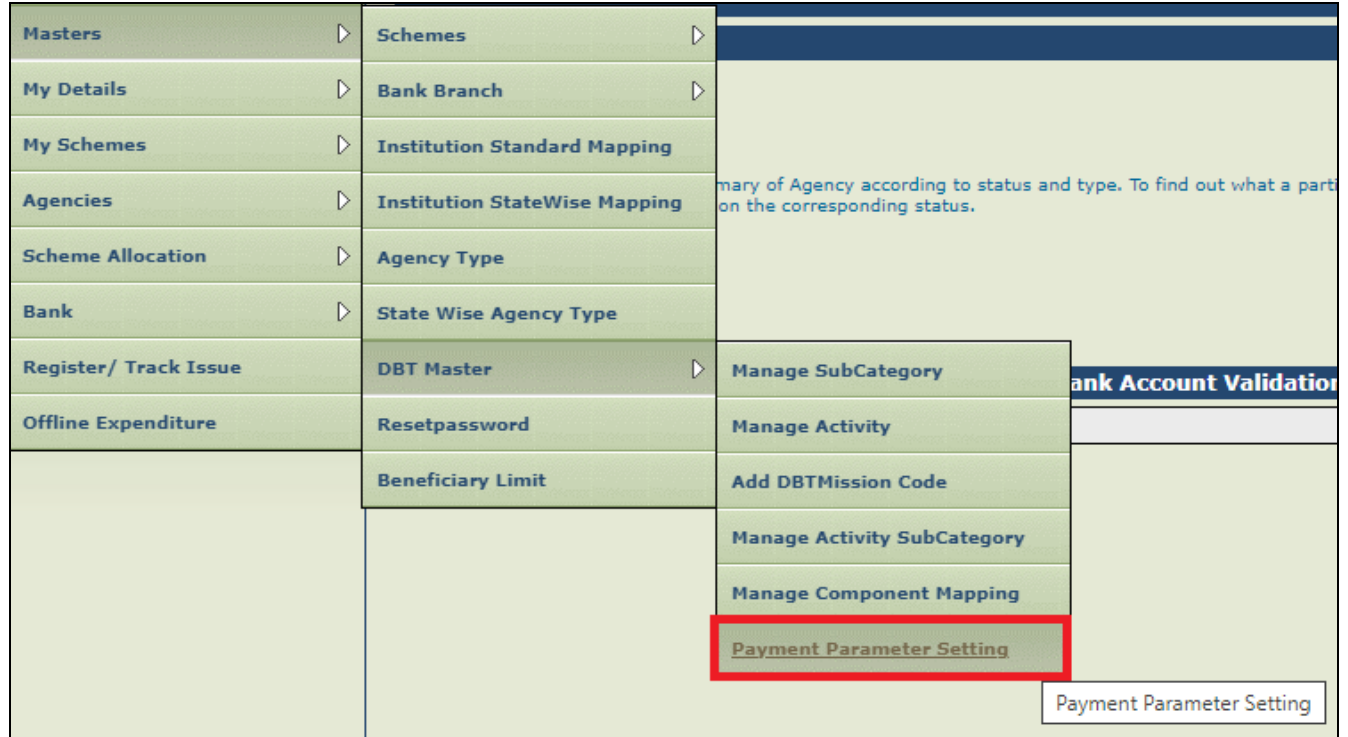 Masters
My Details
My Schemes
Agencies
Scheme Allocation
Bank
Register/ Track Issue
Offline Expenditure
Schemes
Bank Branch
Institution Standard Mapping
Institution StateWise Mapping
Agency Type
State Wise Agency Type
DBT Master
Resetpassword
Beneficiary Limit
mary of Agency according to status and type. To find out what a parti
on the corresponding status.
ank Account Validation
Manage SubCategory
Manage Activity
Add DBTMission Code
Manage Activity SubCategory
Manage Component Mapping
Payment Parameter Setting
Payment Parameter Setting